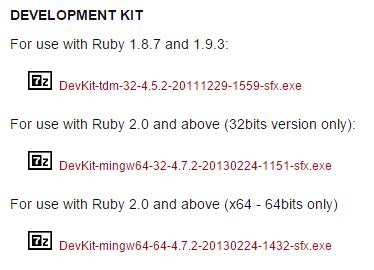 DEVELOPMENT KIT
For use with Ruby 1.8.7 and 1.9.3:
7z DevKit-tdm-32-4.5.2-20111229-1559-sfx.exe
For use with Ruby 2.0 and above (32bits version only):
7z DevKit-mingw64-32-4.7.2-20130224-1151-sfx.exe
For use with Ruby 2.0 and above (x64 - 64bits only)
7z DevKit-mingw64-64-4.7.2-20130224-1432-sfx.exe